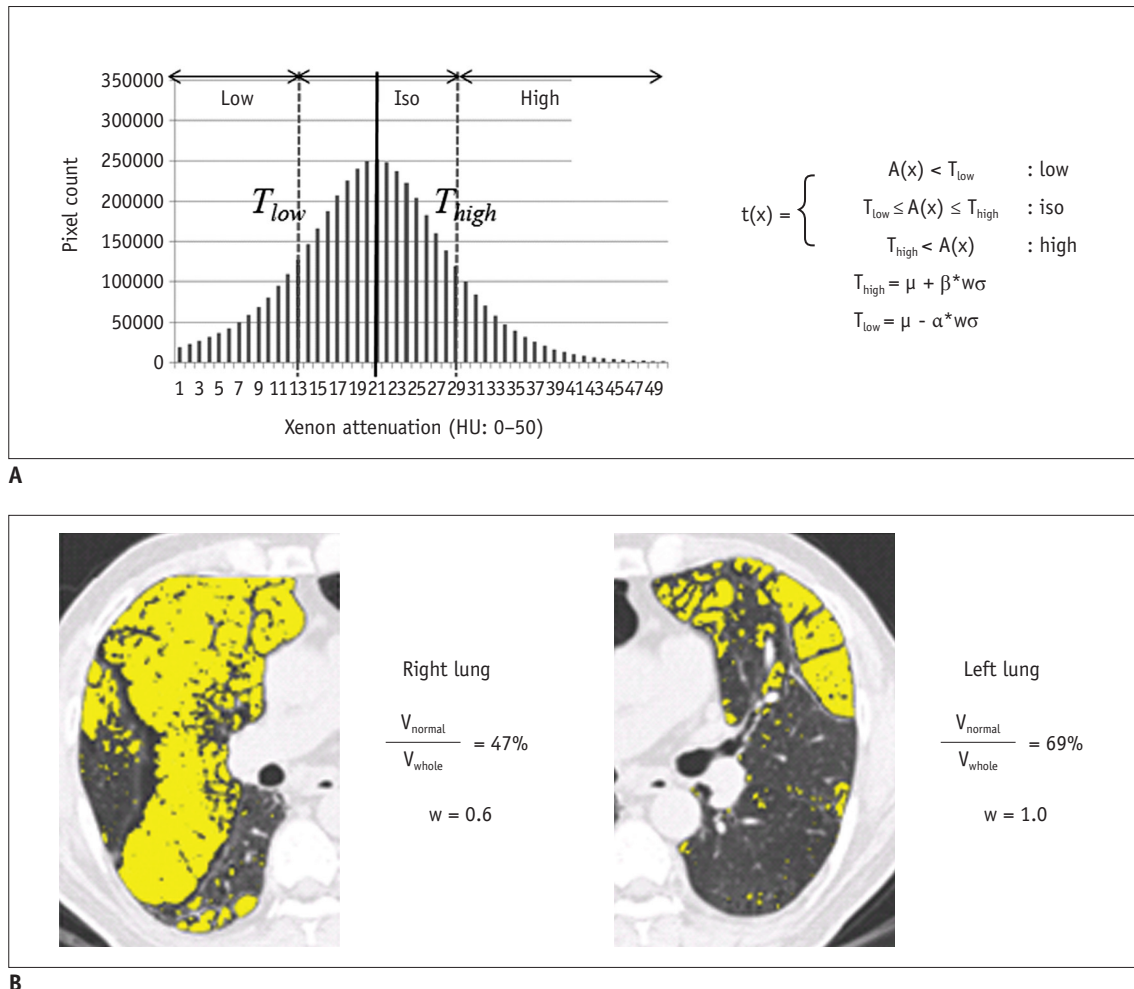 350000
300000
250000
200000
150000
100000
50000
0
Pixel count
Low
Iso
High
T_low
T_high
1 3 5 7 9 11 13 15 17 19 21 23 25 27 29 31 33 35 37 39 41 43 45 47 49
Xenon attenuation (HU: 0–50)
t(x) = {
A(x) < T_low : low
T_low ≤ A(x) ≤ T_high : iso
T_high < A(x) : high
T_high = μ + β*wσ
T_low = μ - α*wσ
A
Right lung
V_normal
= 47%
V_whole
w = 0.6
Left lung
V_normal
= 69%
V_whole
w = 1.0
B